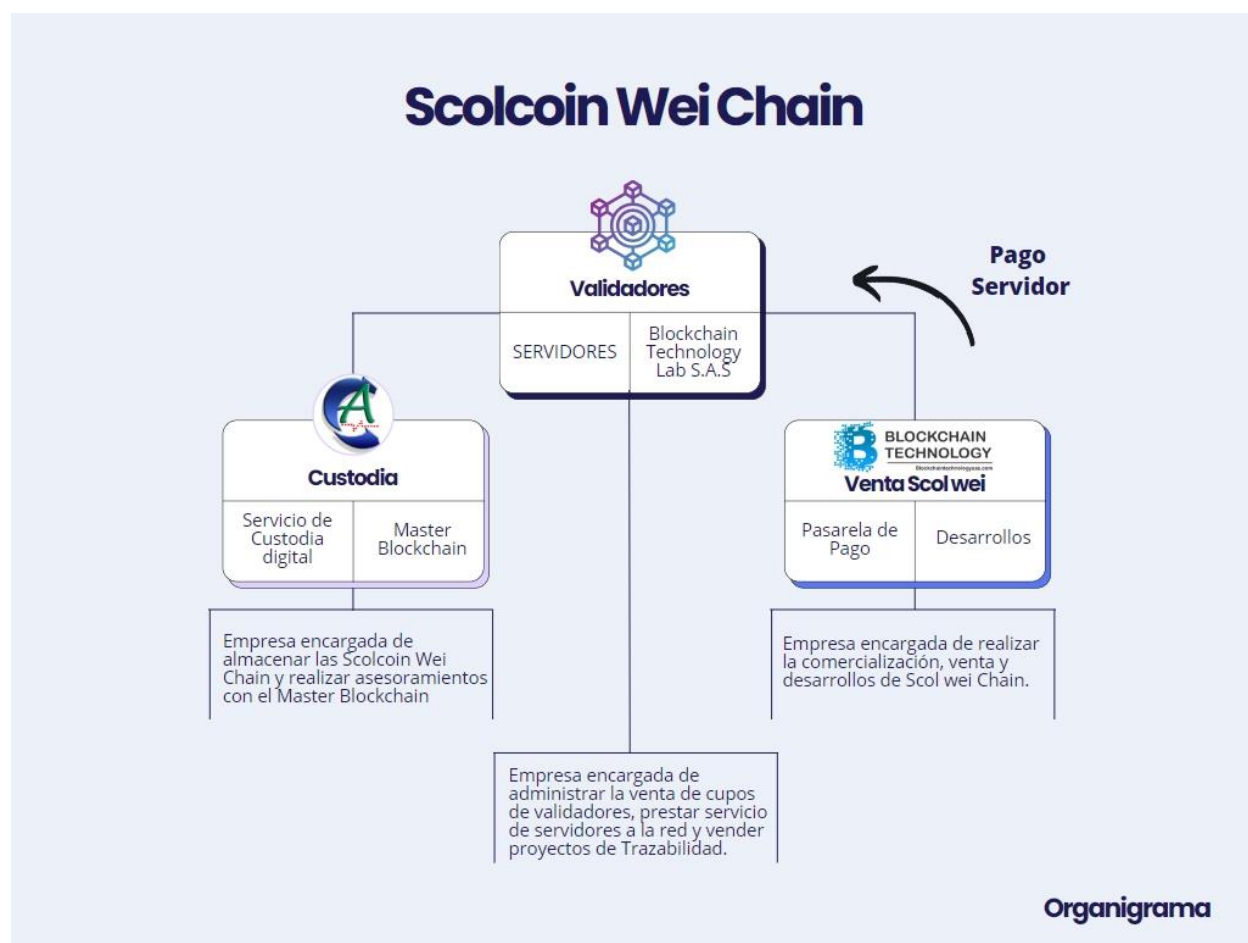 Scolcoin Wei Chain
Pago
Servidor
Validadores
SERVIDORES
Blockchain
Technology
Lab S.A.S
Custodia
Servicio de
Custodia
digital
Master
Blockchain
BLOCKCHAIN
TECHNOLOGY
Venta Scol wei
Pasarela de
Pago
Desarrollos
Empresa encargada de
almacenar las Scolcoin Wei
Chain y realizar asesoramientos
con el Master Blockchain
Empresa encargada de realizar
la comercialización, venta y
desarrollos de Scol wei Chain.
Empresa encargada de
administrar la venta de cupos
de validadores, prestar servicio
de servidores a la red y vender
proyectos de Trazabilidad.
Organigrama